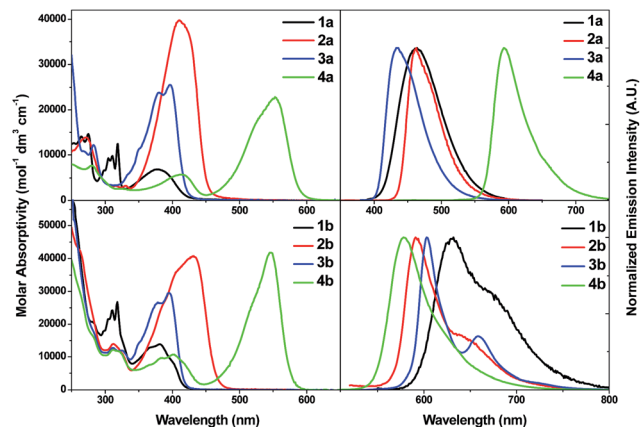 Molar Absorptivity (mol⁻¹ dm³ cm⁻¹)
40000
30000
20000
10000
0
1a
2a
3a
4a
400
500
600
700
1a
2a
3a
4a
Normalized Emission Intensity (A.U.)
50000
40000
30000
20000
10000
0
300
400
500
600
1b
2b
3b
4b
Wavelength (nm)
600
700
800
1b
2b
3b
4b
Wavelength (nm)